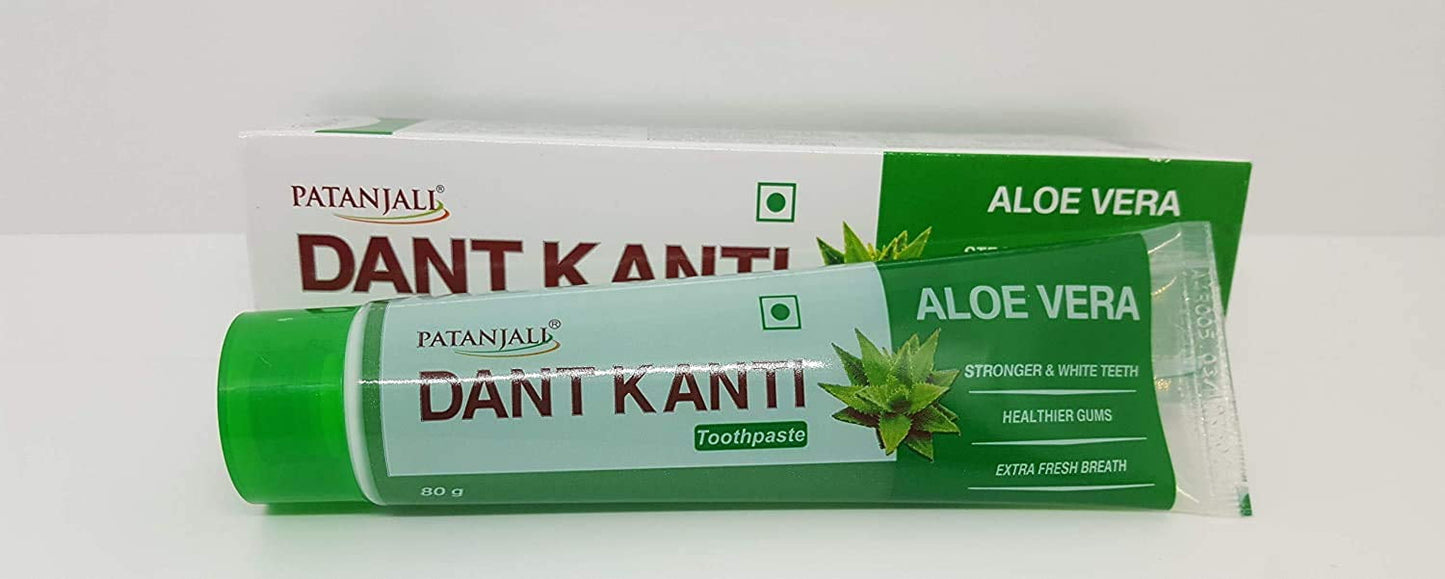 PATANJALI®
DANT KANTI
ALOE VERA
PATANJALI®
DANT KANTI
Toothpaste
80 g
ALOE VERA
STRONGER & WHITE TEETH
HEALTHIER GUMS
EXTRA FRESH BREATH